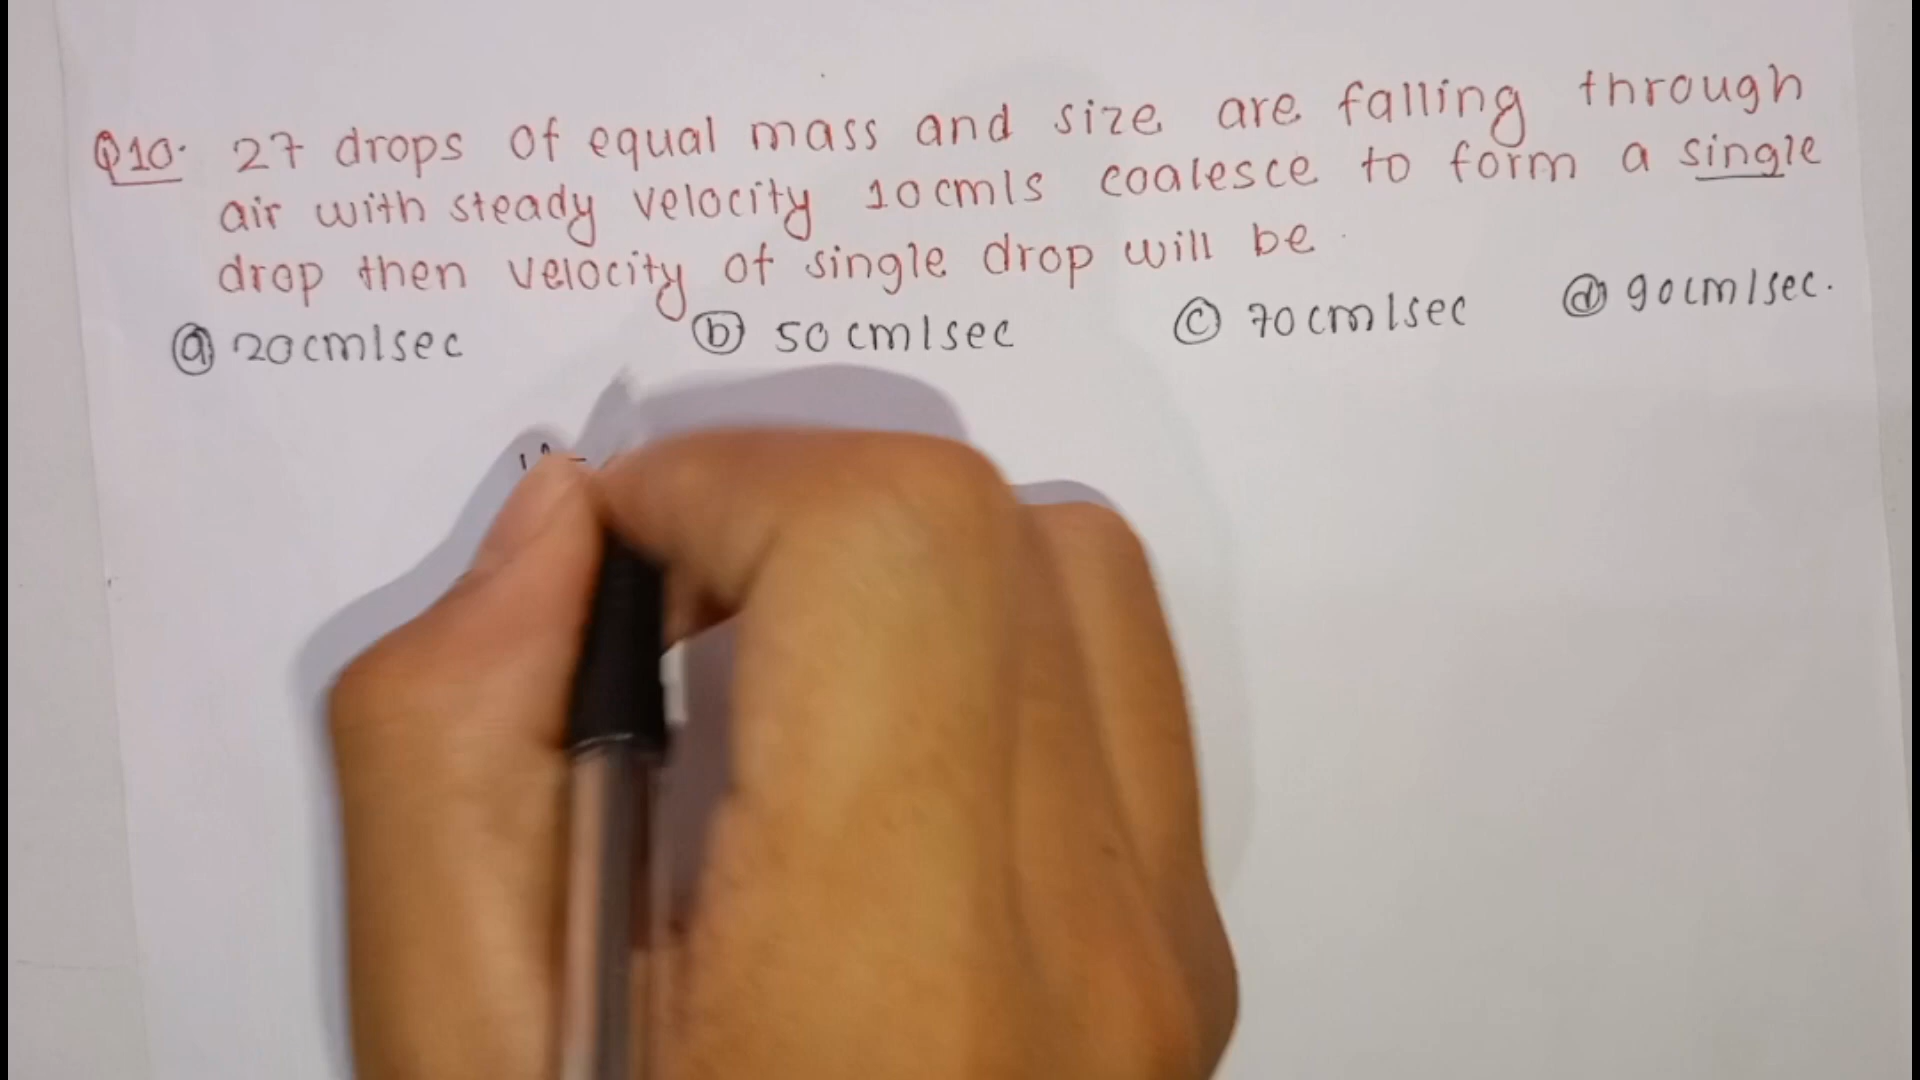 Q10. 27 drops of equal mass and size are falling through
air with steady velocity 10cm/s coalesce to form a single
drop then velocity of single drop will be
(a) 20cm/sec (b) 50 cm/sec (c) 70cm/sec (d) 90cm/sec.